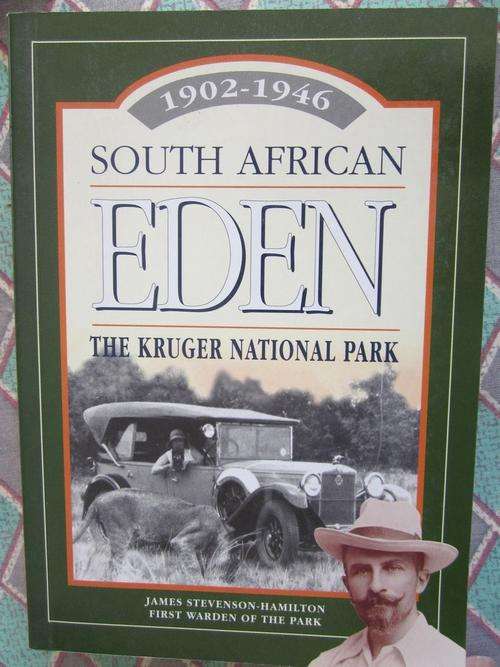 1902-1946
SOUTH AFRICAN
EDEN
THE KRUGER NATIONAL PARK
JAMES STEVENSON-HAMILTON
FIRST WARDEN OF THE PARK